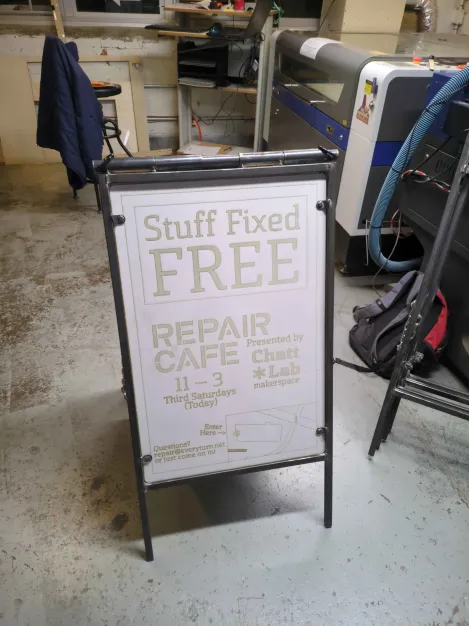 Stuff Fixed
FREE
REPAIR
CAFE
Presented by
Chatt
*Lab
makerspace
11 – 3
Third Saturdays
(Today)
Enter
Here →
Questions?
repair@everyturn.net
or just come on in!